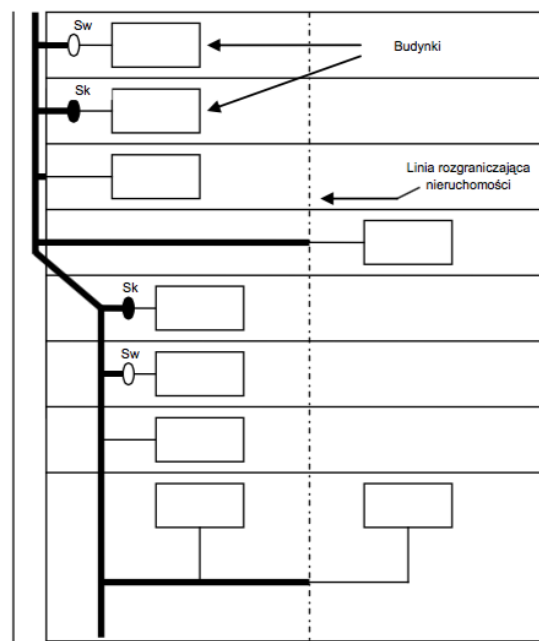 Sw
Budynki
Sk
Linia rozgraniczająca
nieruchomości
Sk
Sw